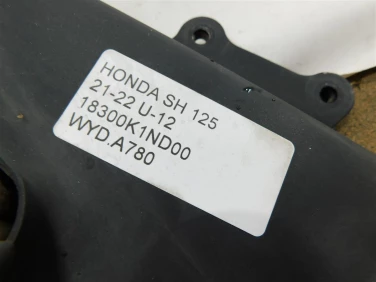 HONDA SH 125
21-22 U-12
18300K1ND00
WYD.A780